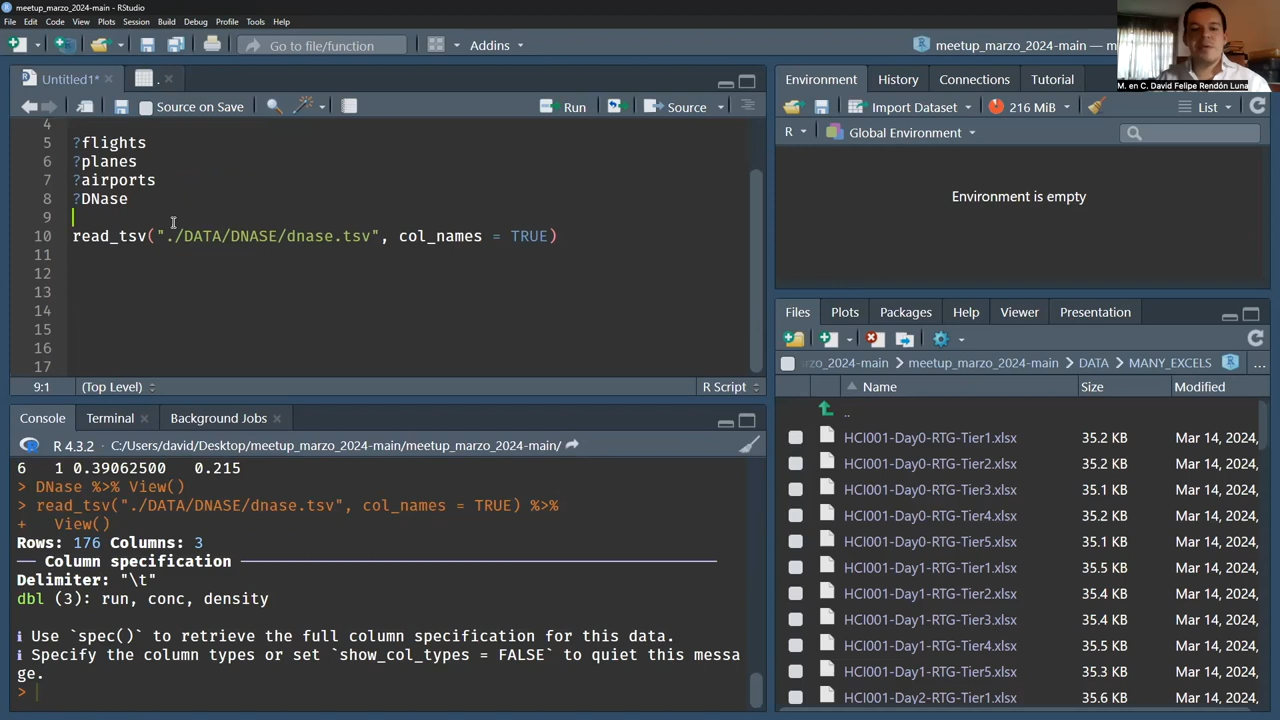 meetup_marzo_2024-main - RStudio
File Edit Code View Plots Session Build Debug Profile Tools Help
Go to file/function
Addins
meetup_marzo_2024-main —
M. en C. David Felipe Rendón Luna
Untitled1*
.
Source on Save
Run
Source
4
5 ?flights
6 ?planes
7 ?airports
8 ?DNase
9
10 read_tsv("./DATA/DNASE/dnase.tsv", col_names = TRUE)
11
12
13
14
15
16
17
9:1 (Top Level)
R Script
Console Terminal Background Jobs
R 4.3.2 · C:/Users/david/Desktop/meetup_marzo_2024-main/meetup_marzo_2024-main/
6 1 0.39062500 0.215
> DNase %>% View()
> read_tsv("./DATA/DNASE/dnase.tsv", col_names = TRUE) %>%
+ View()
Rows: 176 Columns: 3
── Column specification ──
Delimiter: "\t"
dbl (3): run, conc, density
ℹ Use `spec()` to retrieve the full column specification for this data.
ℹ Specify the column types or set `show_col_types = FALSE` to quiet this messa
ge.
>
Environment History Connections Tutorial
Import Dataset 216 MiB List
R Global Environment
Environment is empty
Files Plots Packages Help Viewer Presentation
rzo_2024-main > meetup_marzo_2024-main > DATA > MANY_EXCELS ...
Name Size Modified
..
HCI001-Day0-RTG-Tier1.xlsx 35.2 KB Mar 14, 2024,
HCI001-Day0-RTG-Tier2.xlsx 35.2 KB Mar 14, 2024,
HCI001-Day0-RTG-Tier3.xlsx 35.1 KB Mar 14, 2024,
HCI001-Day0-RTG-Tier4.xlsx 35.2 KB Mar 14, 2024,
HCI001-Day0-RTG-Tier5.xlsx 35.1 KB Mar 14, 2024,
HCI001-Day1-RTG-Tier1.xlsx 35.5 KB Mar 14, 2024,
HCI001-Day1-RTG-Tier2.xlsx 35.5 KB Mar 14, 2024,
HCI001-Day1-RTG-Tier3.xlsx 35.6 KB Mar 14, 2024,
HCI001-Day1-RTG-Tier4.xlsx 35.5 KB Mar 14, 2024,
HCI001-Day1-RTG-Tier5.xlsx 35.5 KB Mar 14, 2024,
HCI001-Day2-RTG-Tier1.xlsx 35.6 KB Mar 14, 2024,